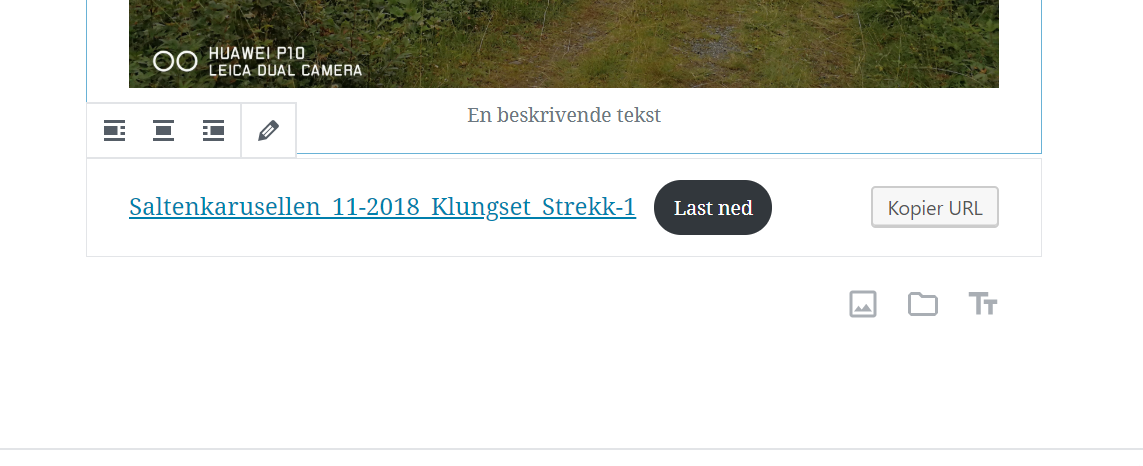 HUAWEI P10
LEICA DUAL CAMERA
En beskrivende tekst
Saltenkarusellen_11-2018_Klungset_Strekk-1 Last ned Kopier URL